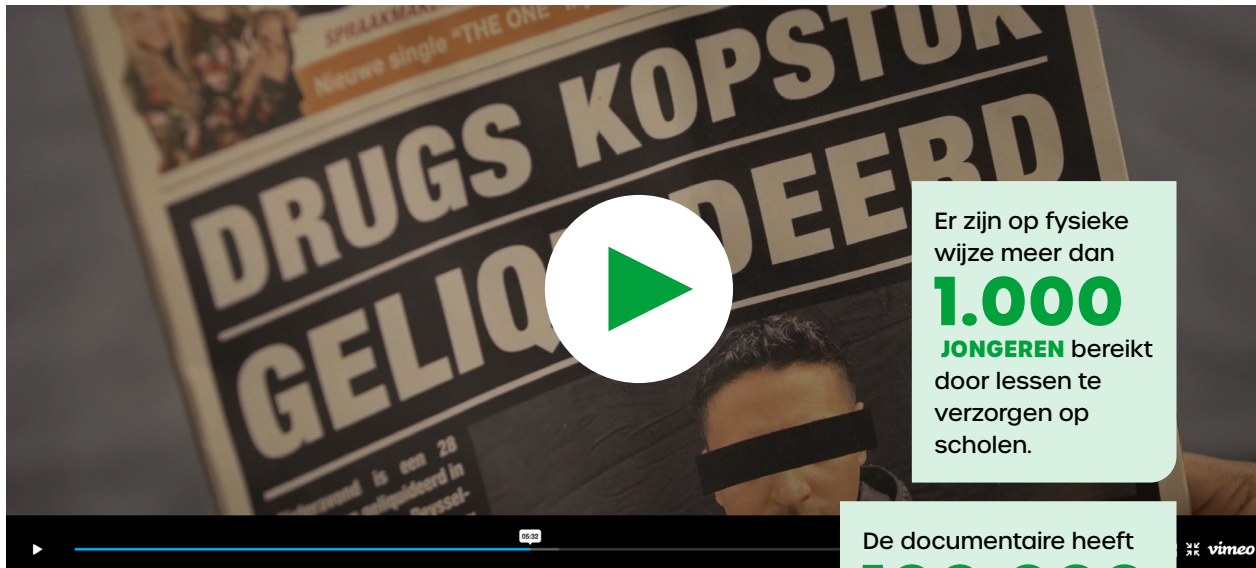 Nieuwe single "THE ONE"
DRUGS KOPSTUK
GELIQ DEERD
is een 28
geliquideerd in
Er zijn op fysieke
wijze meer dan
1.000
JONGEREN bereikt
door lessen te
verzorgen op
scholen.
05:32
De documentaire heeft
vimeo